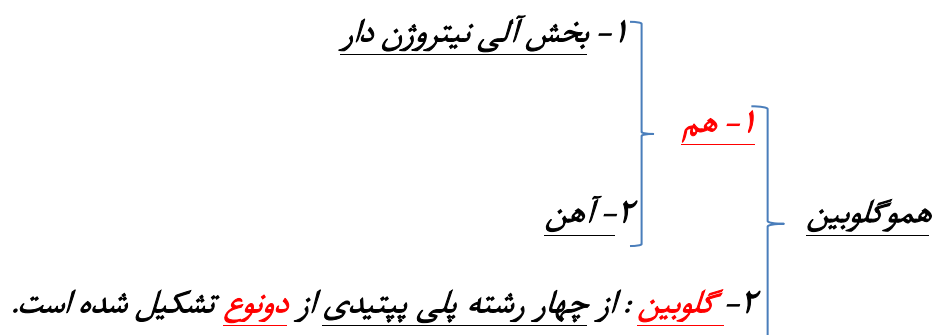 ۱- بخش آلی نیتروژن دار
۱- هم
۲- آهن
هموگلوبین
۲- گلوبین : از چهار رشته پلی پپتیدی از دونوع تشکیل شده است.